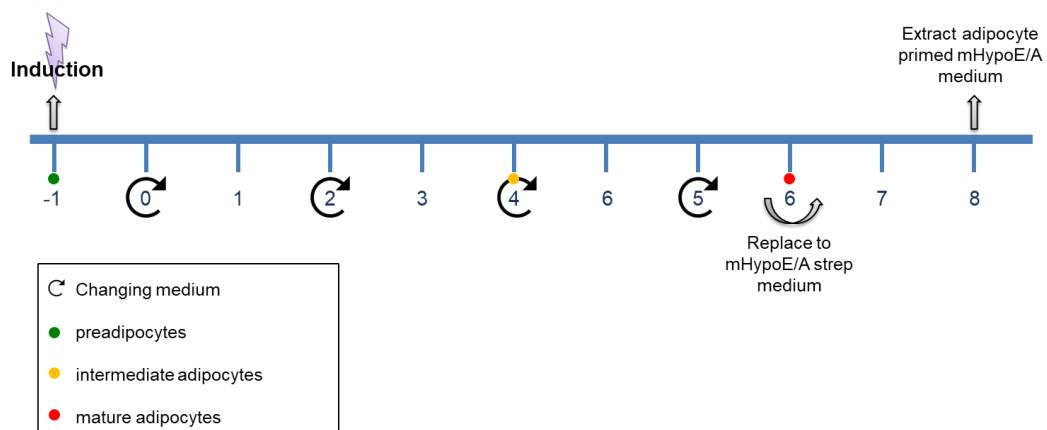 Induction
Extract adipocyte
primed mHypoE/A
medium
-1 0 1 2 3 4 6 5 6 7 8
Replace to
mHypoE/A strep
medium
Changing medium
preadipocytes
intermediate adipocytes
mature adipocytes